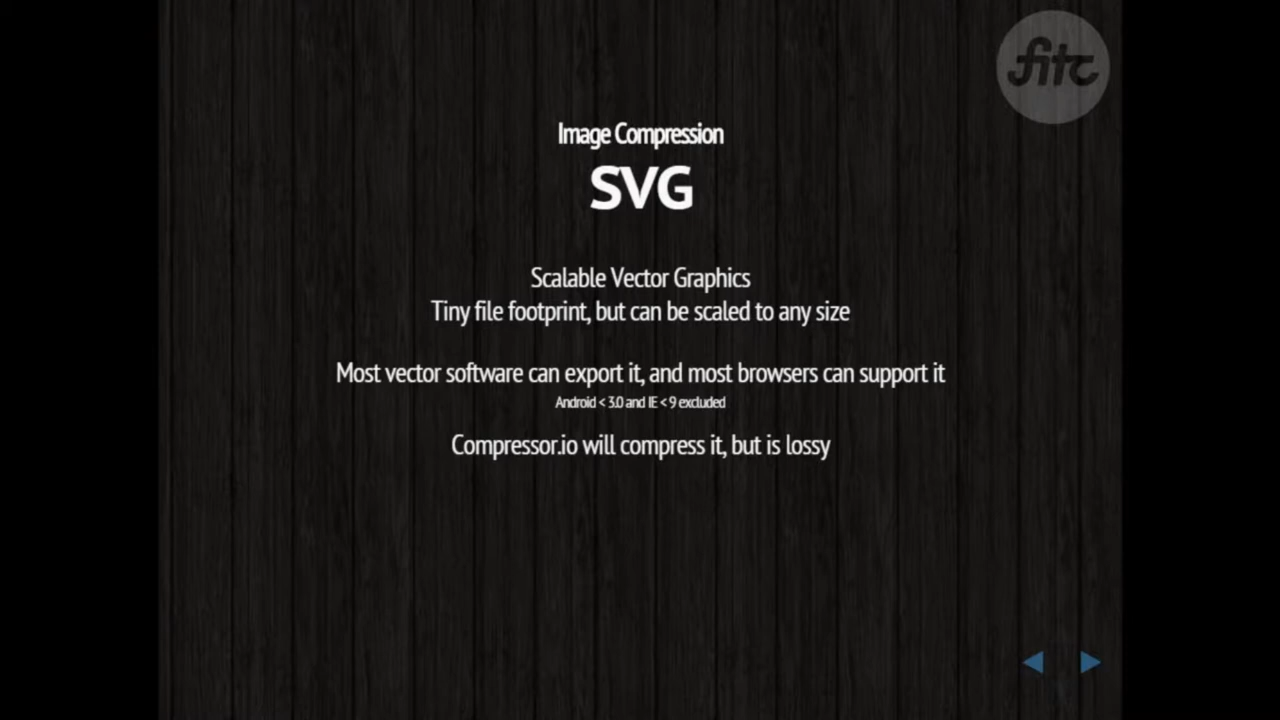 fitc
Image Compression
SVG
Scalable Vector Graphics
Tiny file footprint, but can be scaled to any size
Most vector software can export it, and most browsers can support it
Android < 3.0 and IE < 9 excluded
Compressor.io will compress it, but is lossy